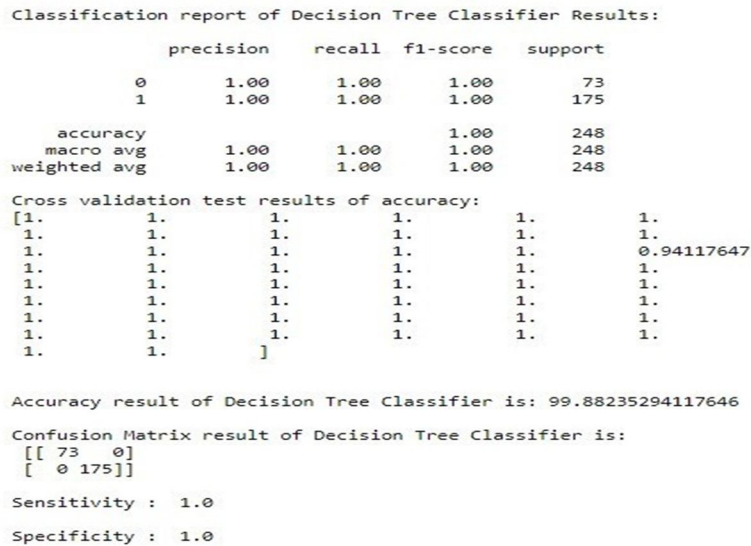 Classification report of Decision Tree Classifier Results:
precision recall f1-score support
0 1.00 1.00 1.00 73
1 1.00 1.00 1.00 175
accuracy 1.00 248
macro avg 1.00 1.00 1.00 248
weighted avg 1.00 1.00 1.00 248
Cross validation test results of accuracy:
[1. 1. 1. 1. 1. 1.
1. 1. 1. 1. 1. 1.
1. 1. 1. 1. 1. 0.94117647
1. 1. 1. 1. 1. 1.
1. 1. 1. 1. 1. 1.
1. 1. 1. 1. 1. 1.
1. 1. 1. 1. 1. 1.
1. 1. 1. 1. 1. 1.
1. 1. ]
Accuracy result of Decision Tree Classifier is: 99.88235294117646
Confusion Matrix result of Decision Tree Classifier is:
[[ 73 0]
[ 0 175]]
Sensitivity : 1.0
Specificity : 1.0